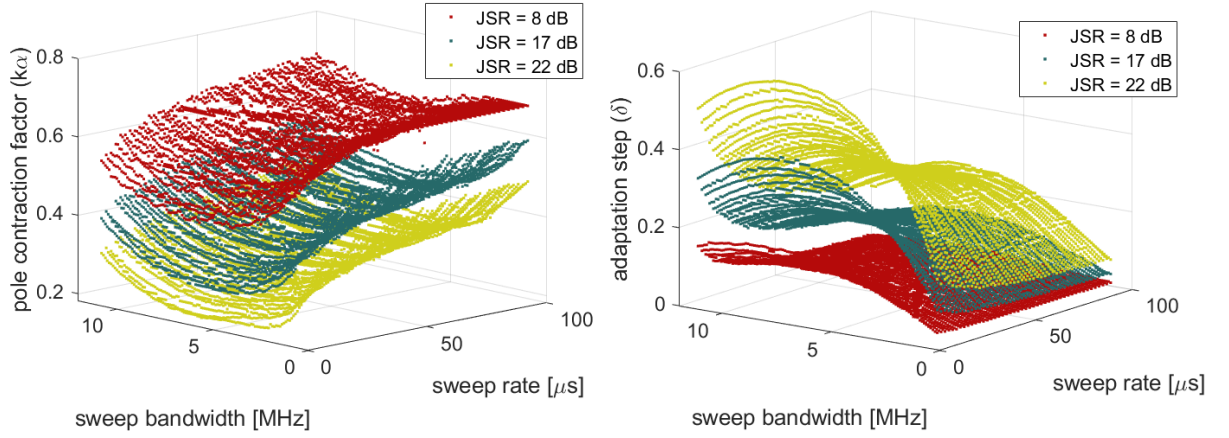 JSR = 8 dB
JSR = 17 dB
JSR = 22 dB
pole contraction factor (kα)
0.8
0.6
0.4
0.2
10
5
0
0
50
100
sweep bandwidth [MHz]
sweep rate [μs]
JSR = 8 dB
JSR = 17 dB
JSR = 22 dB
adaptation step (δ)
0.6
0.4
0.2
0
10
5
0
0
50
100
sweep bandwidth [MHz]
sweep rate [μs]